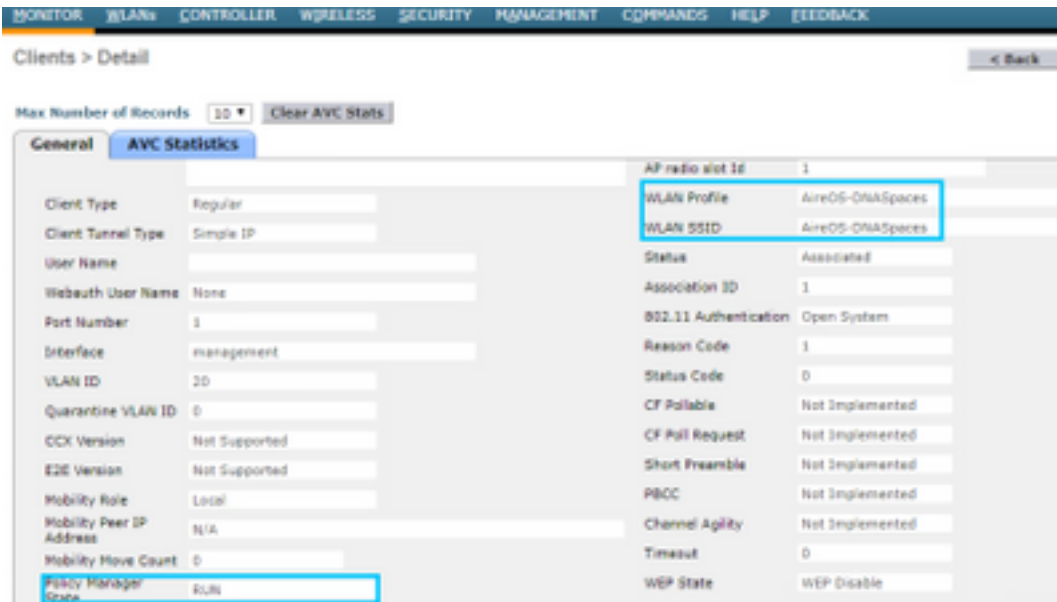 MONITOR WLANs CONTROLLER WIRELESS SECURITY MANAGEMENT COMMANDS HELP FEEDBACK
Clients > Detail
< Back
Max Number of Records 10 Clear AVC Stats
General AVC Statistics
Client Type Regular
Client Tunnel Type Simple IP
User Name
Webauth User Name None
Port Number 1
Interface management
VLAN ID 20
Quarantine VLAN ID 0
CCX Version Not Supported
E2E Version Not Supported
Mobility Role Local
Mobility Peer IP
Address N/A
Mobility Move Count 0
Policy Manager
State RUN
AP radio slot Id 1
WLAN Profile AireOS-DNASpaces
WLAN SSID AireOS-DNASpaces
Status Associated
Association ID 1
802.11 Authentication Open System
Reason Code 1
Status Code 0
CF Pollable Not Implemented
CF Poll Request Not Implemented
Short Preamble Not Implemented
PBCC Not Implemented
Channel Agility Not Implemented
Timeout 0
WEP State WEP Disable